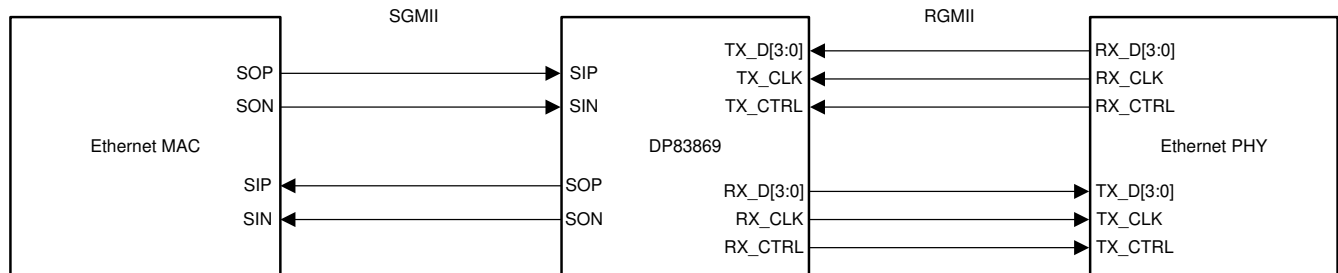 SGMII
RGMII
Ethernet MAC
SOP
SON
SIP
SIN
SIP
SIN
SOP
SON
DP83869
TX_D[3:0]
TX_CLK
TX_CTRL
RX_D[3:0]
RX_CLK
RX_CTRL
RX_D[3:0]
RX_CLK
RX_CTRL
Ethernet PHY
TX_D[3:0]
TX_CLK
TX_CTRL